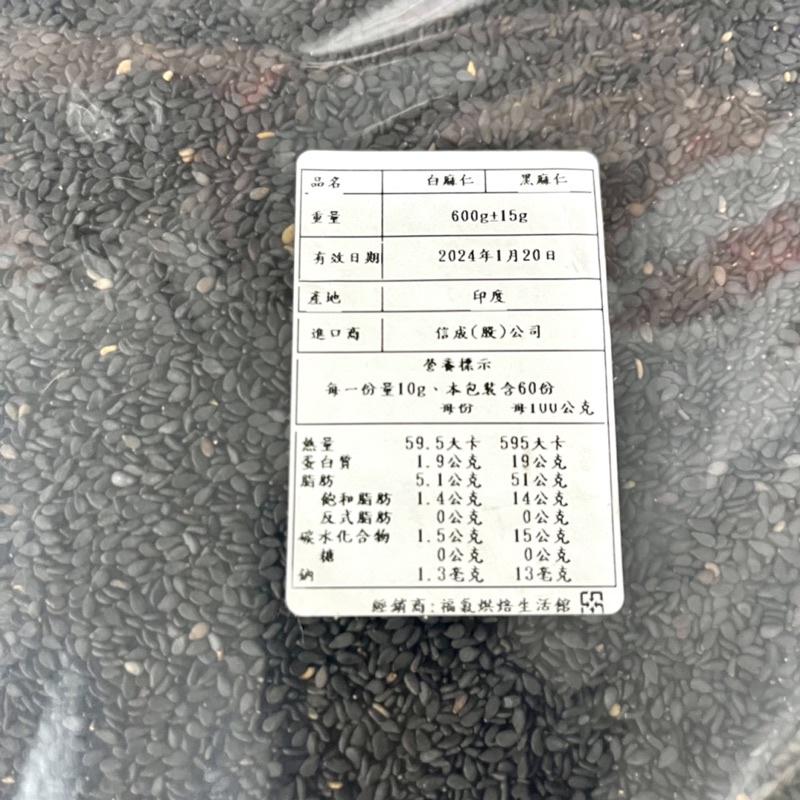 品名 白麻仁 黑麻仁
重量 600g±15g
有效日期 2024年1月20日
產地 印度
進口商 信成(股)公司
營養標示
每一份量10g、本包裝含60份
每份 每100公克
熱量 59.5大卡 595大卡
蛋白質 1.9公克 19公克
脂肪 5.1公克 51公克
飽和脂肪 1.4公克 14公克
反式脂肪 0公克 0公克
碳水化合物 1.5公克 15公克
糖 0公克 0公克
鈉 1.3毫克 13毫克
經銷商:福氣烘焙生活館